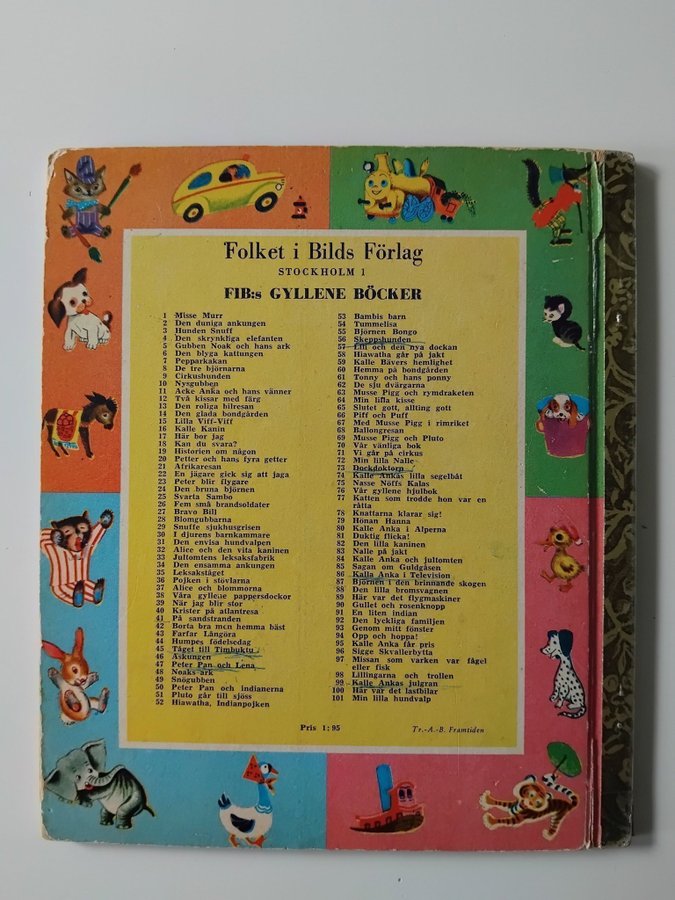 Folket i Bilds Förlag
STOCKHOLM 1
FIB:s GYLLENE BÖCKER
1 Misse Murr
2 Den duniga ankungen
3 Hunden Snuff
4 Den skrynkliga elefanten
5 Gubben Noak och hans ark
6 Den blyga kattungen
7 Pepparkakan
8 De tre björnarna
9 Cirkushunden
10 Nysgubben
11 Acke Anka och hans vänner
12 Två kissar med färg
13 Den roliga bilresan
14 Den glada bondgården
15 Lilla Viff-Viff
16 Kalle Kanin
17 Här bor jag
18 Kan du svara?
19 Historien om någon
20 Petter och hans fyra getter
21 Afrikaresan
22 En jägare gick sig att jaga
23 Peter blir flygare
24 Den bruna björnen
25 Svarta Sambo
26 Fem små brandsoldater
27 Bravo Bill
28 Blomgubbarna
29 Snuffe sjukhusgrisen
30 I djurens barnkammare
31 Den envisa hundvalpen
32 Alice och den vita kaninen
33 Jultomtens leksaksfabrik
34 Den ensamma ankungen
35 Leksakståget
36 Pojken i stövlarna
37 Alice och blommorna
38 Våra gyllene pappersdockor
39 När jag blir stor
40 Krister på atlantresa
41 På sandstranden
42 Borta bra men hemma bäst
43 Farfar Långöra
44 Humpes födelsedag
45 Tåget till Timbuktu
46 Askungen
47 Peter Pan och Lena
48 Noaks ark
49 Snögubben
50 Peter Pan och indianerna
51 Pluto går till sjöss
52 Hiawatha, Indianpojken
53 Bambis barn
54 Tummelisa
55 Björnen Bongo
56 Skeppshunden
57 Elli och den nya dockan
58 Hiawatha går på jakt
59 Kalle Bävers hemlighet
60 Hemma på bondgården
61 Tonny och hans ponny
62 De sju dvärgarna
63 Musse Pigg och rymdraketen
64 Min lilla kisse
65 Slutet gott, allting gott
66 Piff och Puff
67 Med Musse Pigg i rimriket
68 Ballongresan
69 Musse Pigg och Pluto
70 Vår vänliga bok
71 Vi går på cirkus
72 Min lilla Nalle
73 Dockdoktorn
74 Kalle Ankas lilla segelbåt
75 Nasse Nöffs Kalas
76 Vår gyllene hjulbok
77 Katten som trodde hon var en
råtta
78 Knattarna klarar sig!
79 Hönan Hanna
80 Kalle Anka i Alperna
81 Duktig flicka!
82 Den lilla kaninen
83 Nalle på jakt
84 Kalle Anka och jultomten
85 Sagan om Guldgåsen
86 Kalla Anka i Television
87 Björnen i den brinnande skogen
88 Den lilla bromsvagnen
89 Här var det flygmaskiner
90 Gullet och rosenknopp
91 En liten indian
92 Den lyckliga familjen
93 Genom mitt fönster
94 Opp och hoppa!
95 Kalle Anka får pris
96 Sigge Skvallerbytta
97 Missan som varken var fågel
eller fisk
98 Lillingarna och trollen
99 Kalle Ankas julgran
100 Här var det lastbilar
101 Min lilla hundvalp
Pris 1: 95
Tr.-A.-B. Framtiden